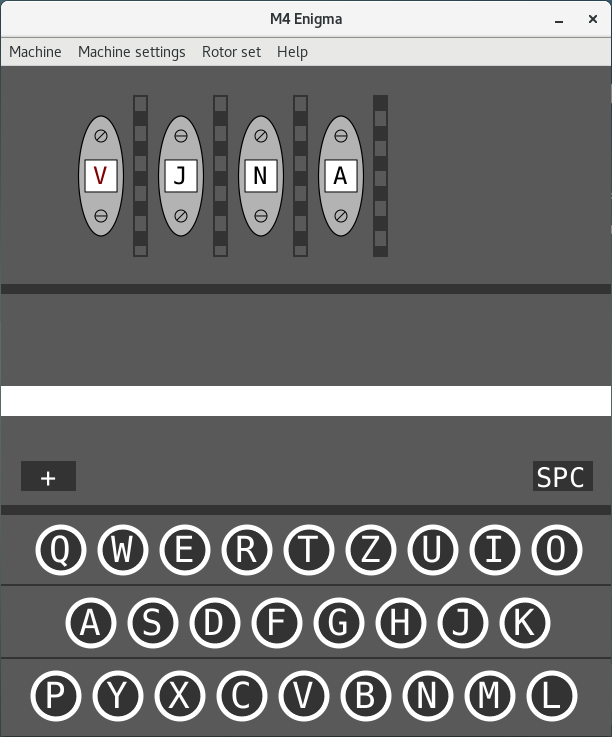 M4 Enigma
Machine Machine settings Rotor set Help
V J N A
+ SPC
Q W E R T Z U I O
A S D F G H J K
P Y X C V B N M L